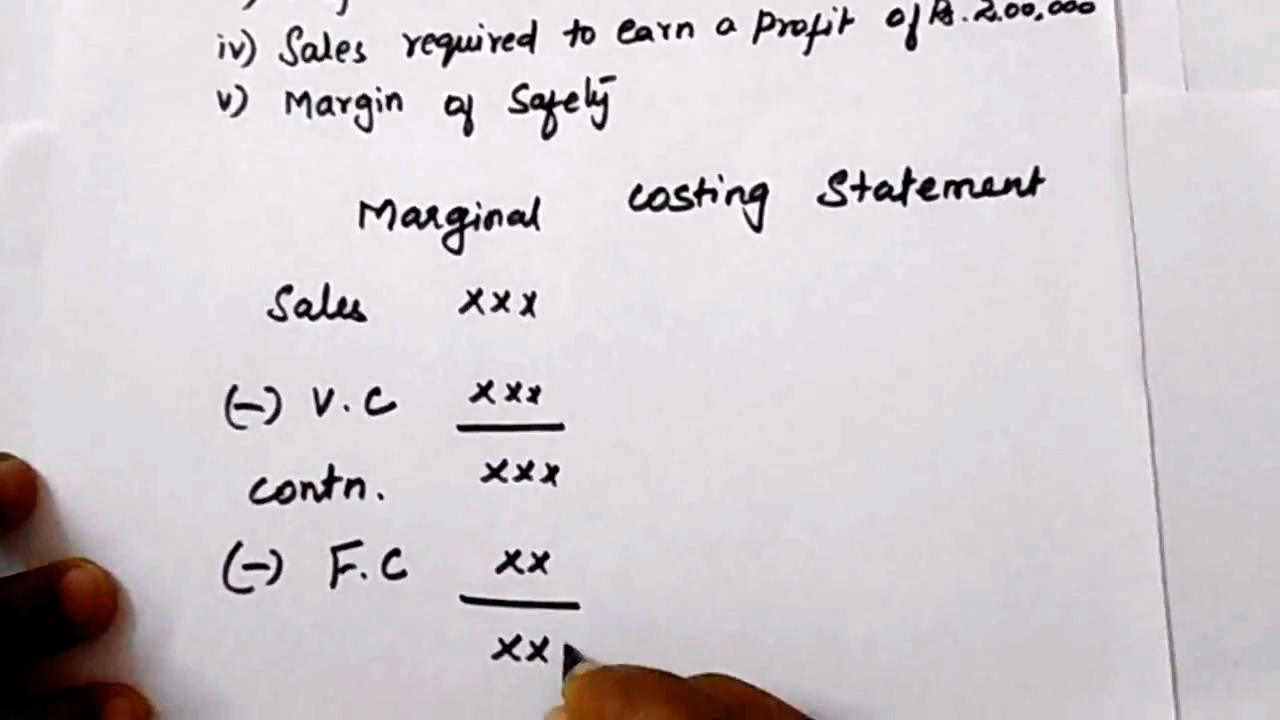 iv) Sales required to earn a Profit of Rs. 2,00,000
v) Margin of Safety
Marginal costing Statement
Sales xxx
(-) V.C xxx
contn. xxx
(-) F.C xx
xx